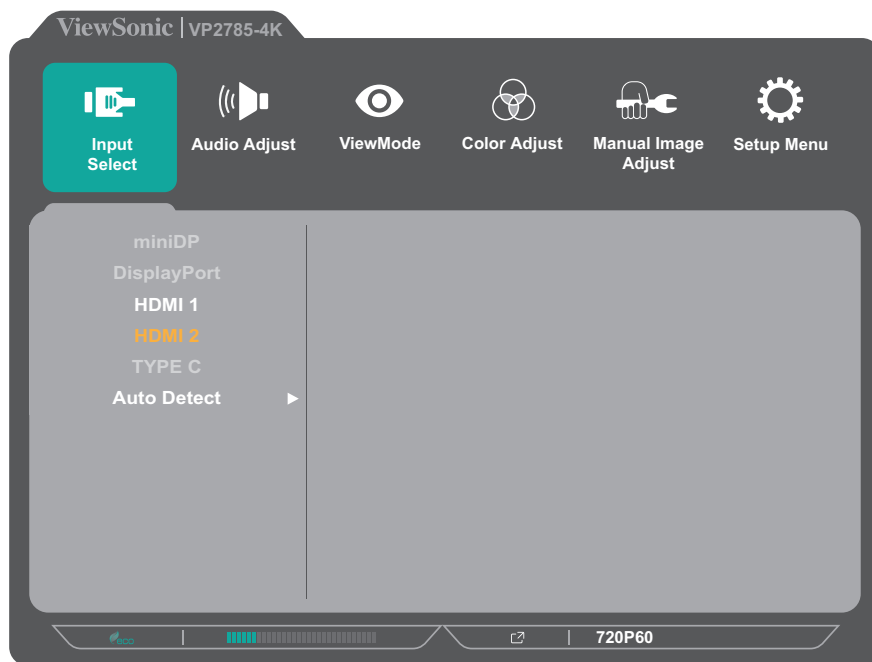 ViewSonic | VP2785-4K
Input
Select
Audio Adjust
ViewMode
Color Adjust
Manual Image
Adjust
Setup Menu
miniDP
DisplayPort
HDMI 1
HDMI 2
TYPE C
Auto Detect
eco
720P60